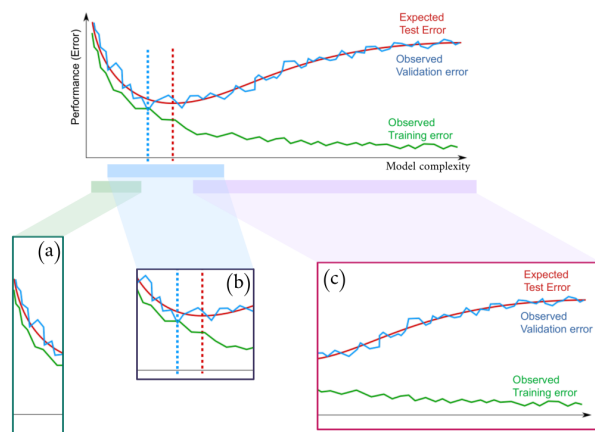 Performance (Error)
Expected
Test Error
Observed
Validation error
Observed
Training error
Model complexity
(a)
(b)
(c)
Expected
Test Error
Observed
Validation error
Observed
Training error